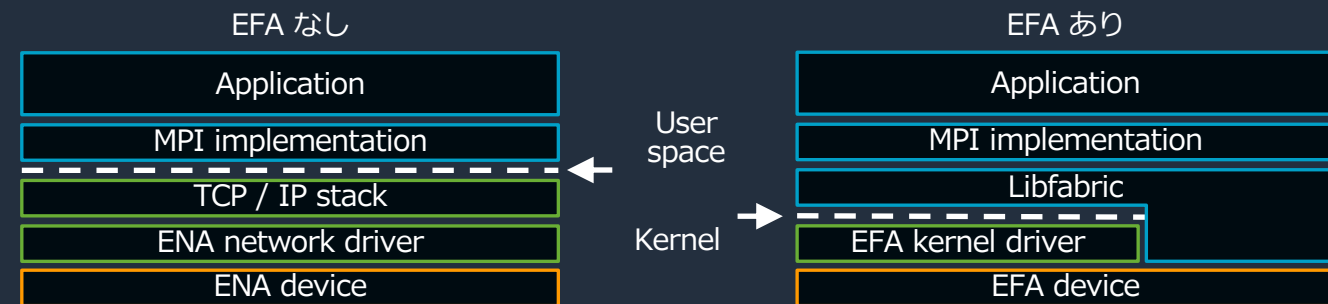 EFA なし
Application
MPI implementation
TCP / IP stack
ENA network driver
ENA device
User
space
Kernel
EFA あり
Application
MPI implementation
Libfabric
EFA kernel driver
EFA device